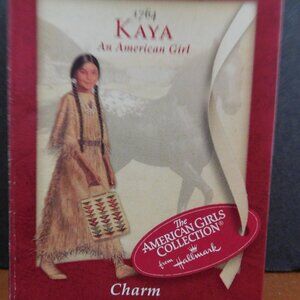 1764
KAYA
An American Girl
The
AMERICAN GIRLS
COLLECTION®
from Hallmark
Charm